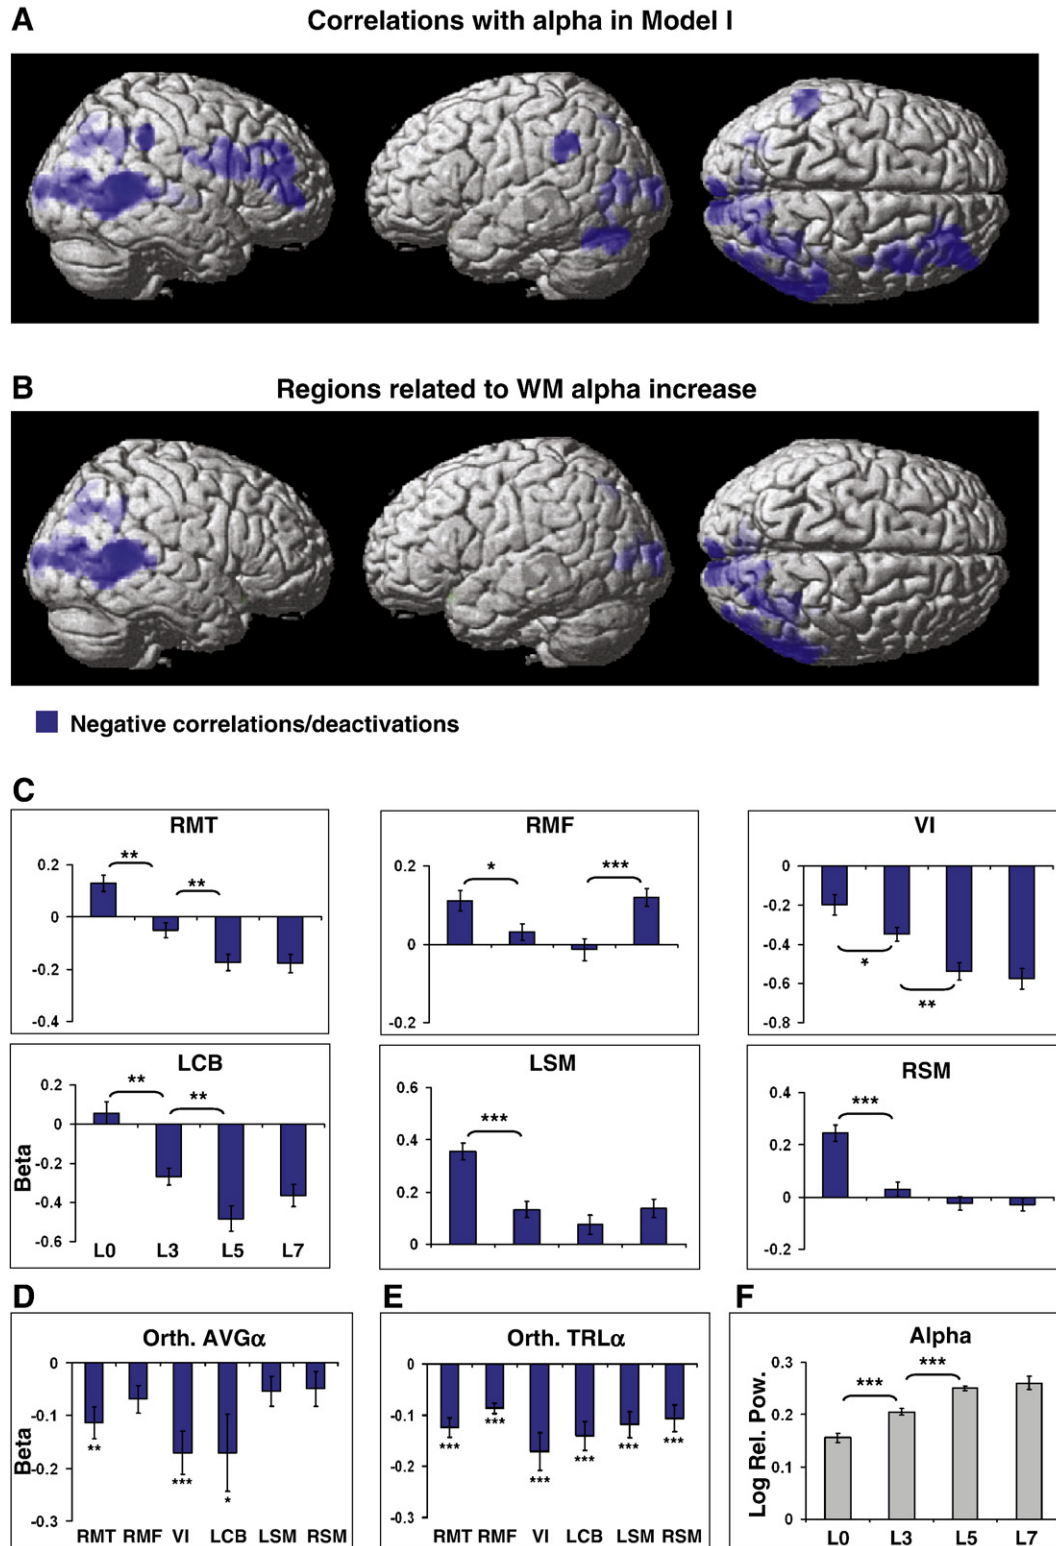 A
Correlations with alpha in Model I
B
Regions related to WM alpha increase
Negative correlations/deactivations
C
RMT
**
**
0.2
0
-0.2
-0.4
RMF
*
***
0.2
0
-0.2
VI
0
-0.2
-0.4
-0.6
-0.8
*
**
LCB
**
**
0.2
0
-0.2
-0.4
-0.6
Beta
L0 L3 L5 L7
LSM
***
0.6
0.4
0.2
0
RSM
***
0.4
0.2
0
-0.2
D
Orth. AVGα
0
-0.1
-0.2
-0.3
Beta
**
***
*
RMT RMF VI LCB LSM RSM
E
Orth. TRLα
0
-0.1
-0.2
-0.3
***
***
***
***
***
***
RMT RMF VI LCB LSM RSM
F
Alpha
***
***
0.3
0.2
0.1
0
Log Rel. Pow.
L0 L3 L5 L7